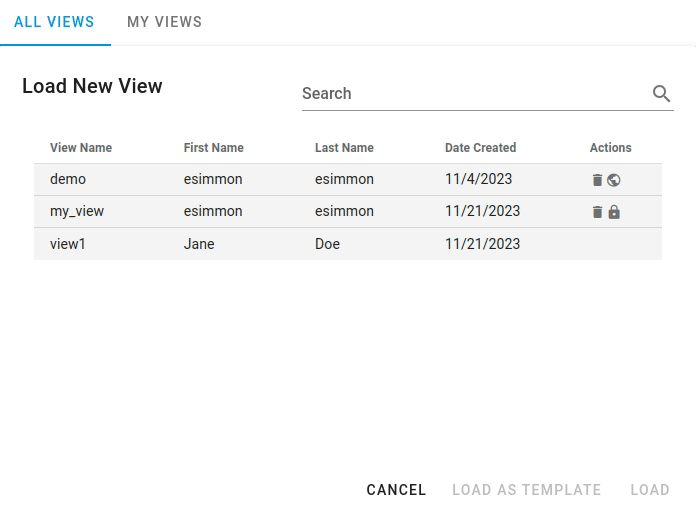 ALL VIEWS MY VIEWS
Load New View
Search
View Name First Name Last Name Date Created Actions
demo esimmon esimmon 11/4/2023
my_view esimmon esimmon 11/21/2023
view1 Jane Doe 11/21/2023
CANCEL LOAD AS TEMPLATE LOAD